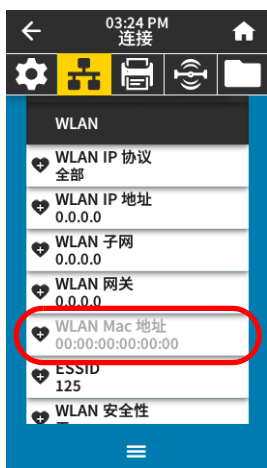 03:24 PM
连接
WLAN
WLAN IP 协议
全部
WLAN IP 地址
0.0.0.0
WLAN 子网
0.0.0.0
WLAN 网关
0.0.0.0
WLAN Mac 地址
00:00:00:00:00:00
ESSID
125
WLAN 安全性